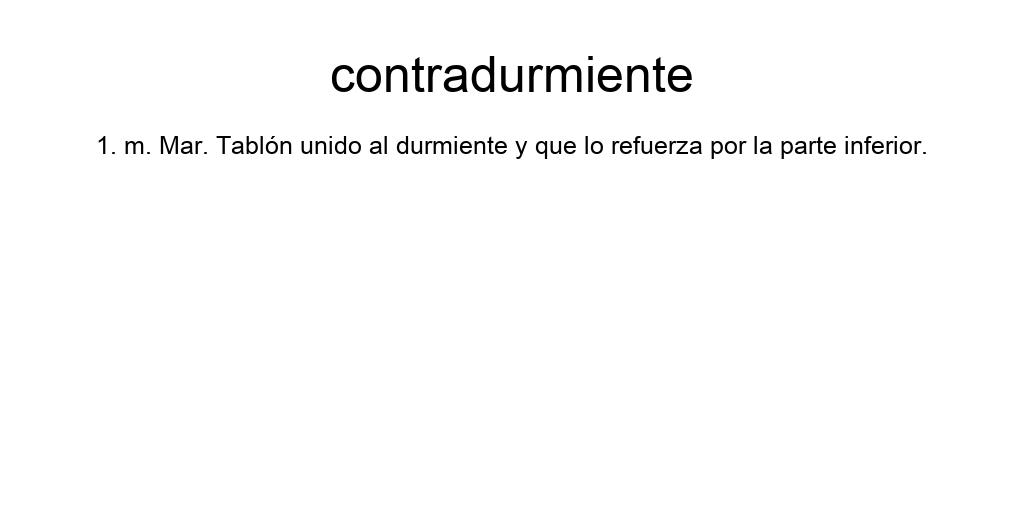 contradurmiente
1. m. Mar. Tablón unido al durmiente y que lo refuerza por la parte inferior.